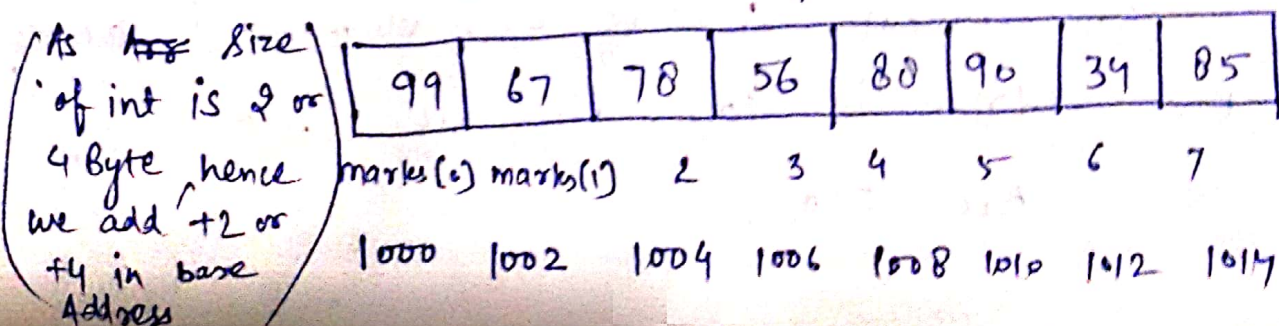 (As Size
of int is 2 or
4 Byte, hence
we add +2 or
+4 in base
Address)
99 67 78 56 80 90 34 85
marks(0) marks(1) 2 3 4 5 6 7
1000 1002 1004 1006 1008 1010 1012 1014